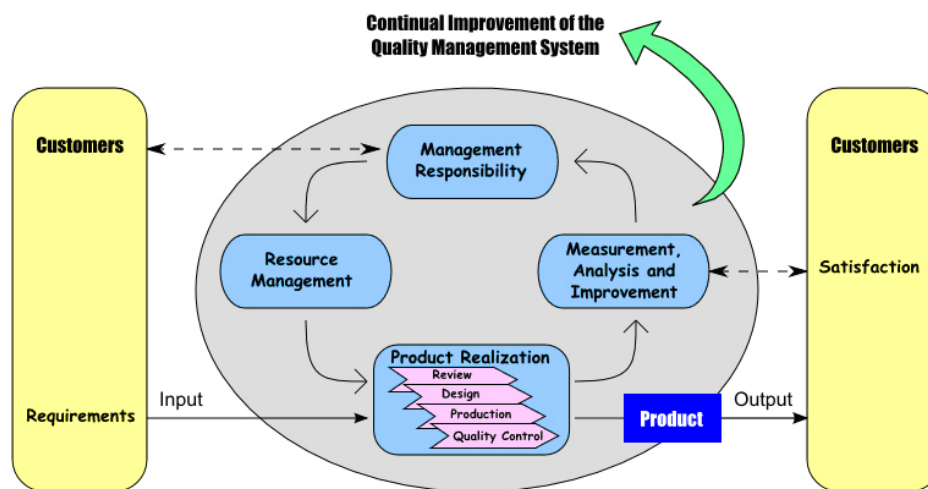 Continual Improvement of the
Quality Management System
Customers
Management
Responsibility
Customers
Resource
Management
Measurement,
Analysis and
Improvement
Satisfaction
Product Realization
Review
Design
Production
Quality Control
Requirements
Input
Product
Output